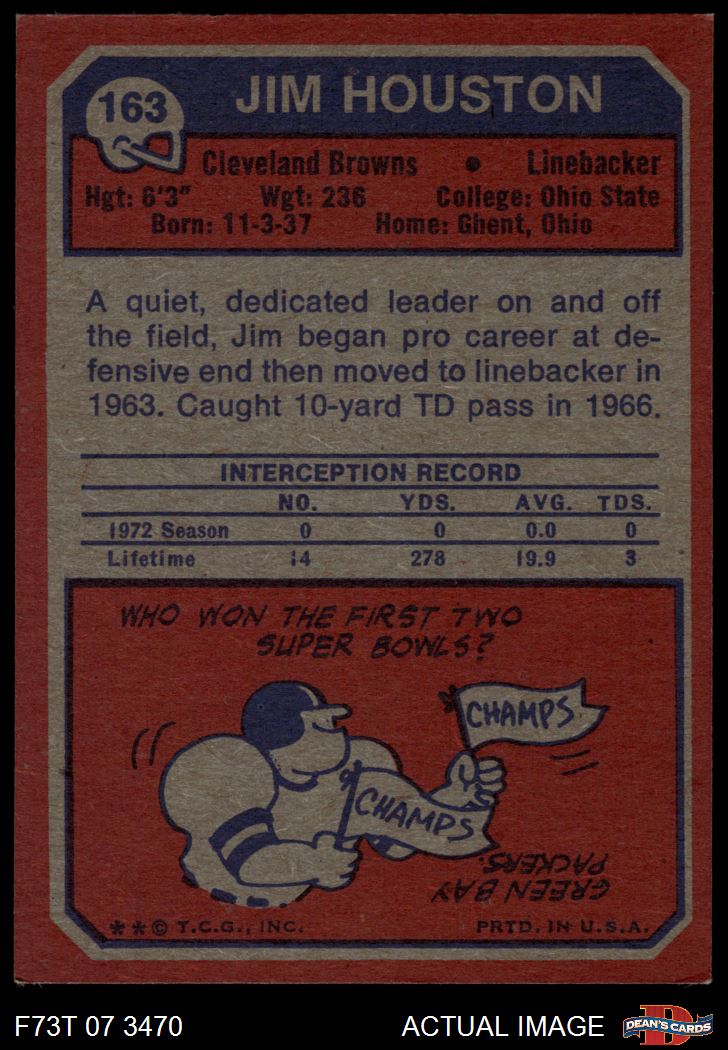 163
JIM HOUSTON
Cleveland Browns • Linebacker
Hgt: 6'3" Wgt: 236 College: Ohio State
Born: 11-3-37 Home: Ghent, Ohio
A quiet, dedicated leader on and off
the field, Jim began pro career at de-
fensive end then moved to linebacker in
1963. Caught 10-yard TD pass in 1966.
INTERCEPTION RECORD
NO. YDS. AVG. TDS.
1972 Season 0 0 0.0 0
Lifetime 14 278 19.9 3
WHO WON THE FIRST TWO
SUPER BOWLS?
CHAMPS
CHAMPS
GREEN BAY
PACKERS.
**© T.C.G., INC. PRTD. IN U.S.A.
F73T 07 3470 ACTUAL IMAGE D DEAN'S CARDS